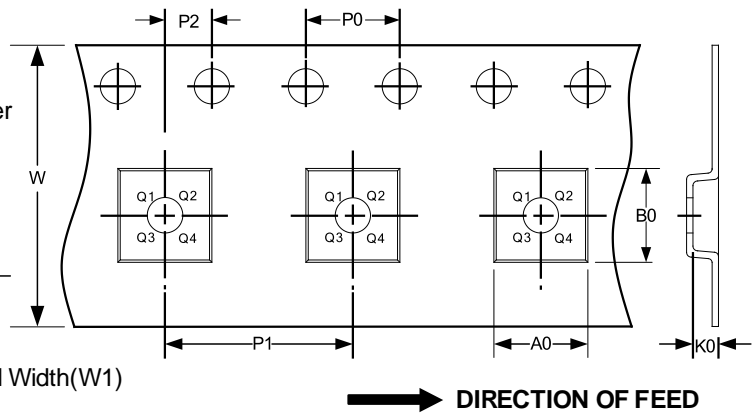 P2 P0
er
W
Q1 Q2 Q1 Q2 Q1 Q2
B0
Q3 Q4 Q3 Q4 Q3 Q4
P1 A0 K0
Width(W1)
DIRECTION OF FEED